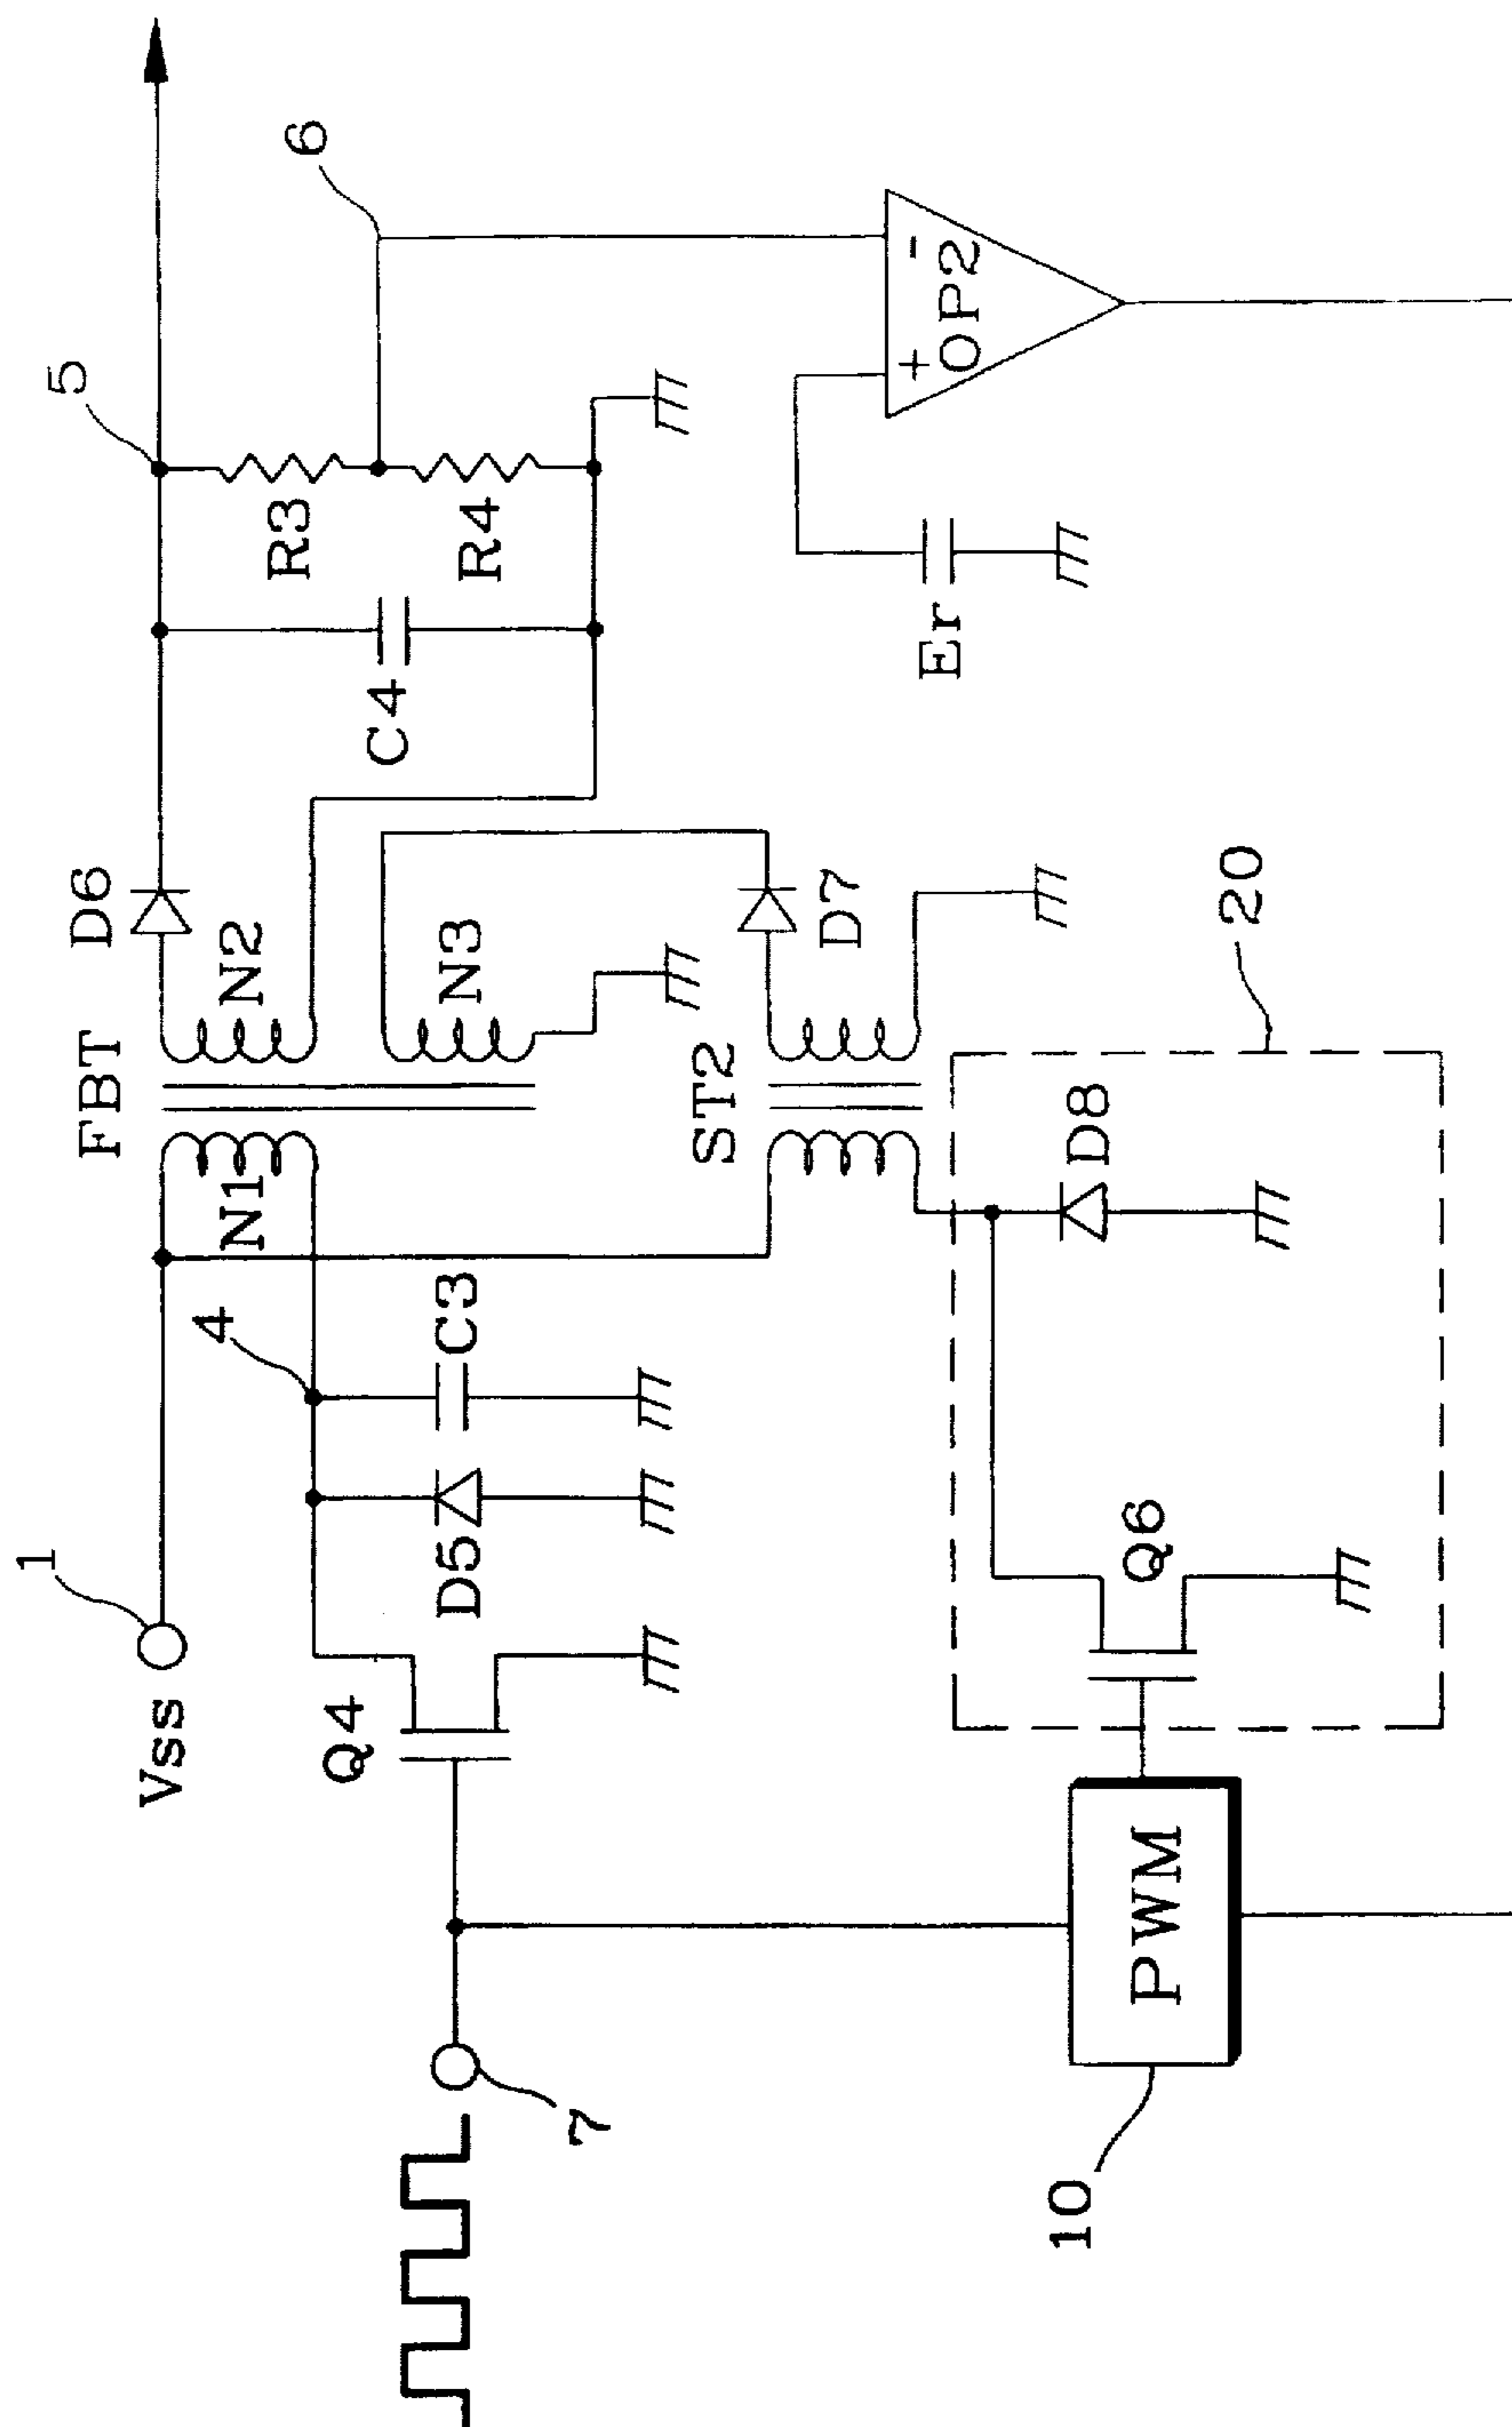 1
Vss
4
FBT
N1
N2
D6
5
6
R3
R4
C4
N3
Q4
D5
C3
ST2
D7
Er
+
-
OP2
7
PWM
10
Q6
D8
20